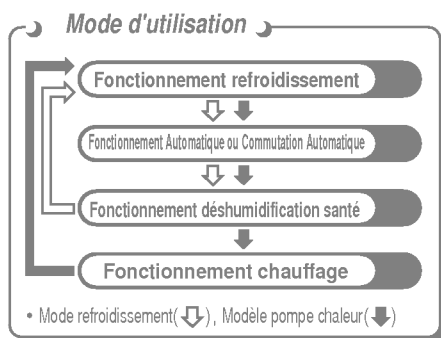 Mode d'utilisation
Fonctionnement refroidissement
Fonctionnement Automatique ou Commutation Automatique
Fonctionnement déshumidification santé
Fonctionnement chauffage
• Mode refroidissement( ), Modèle pompe chaleur( )